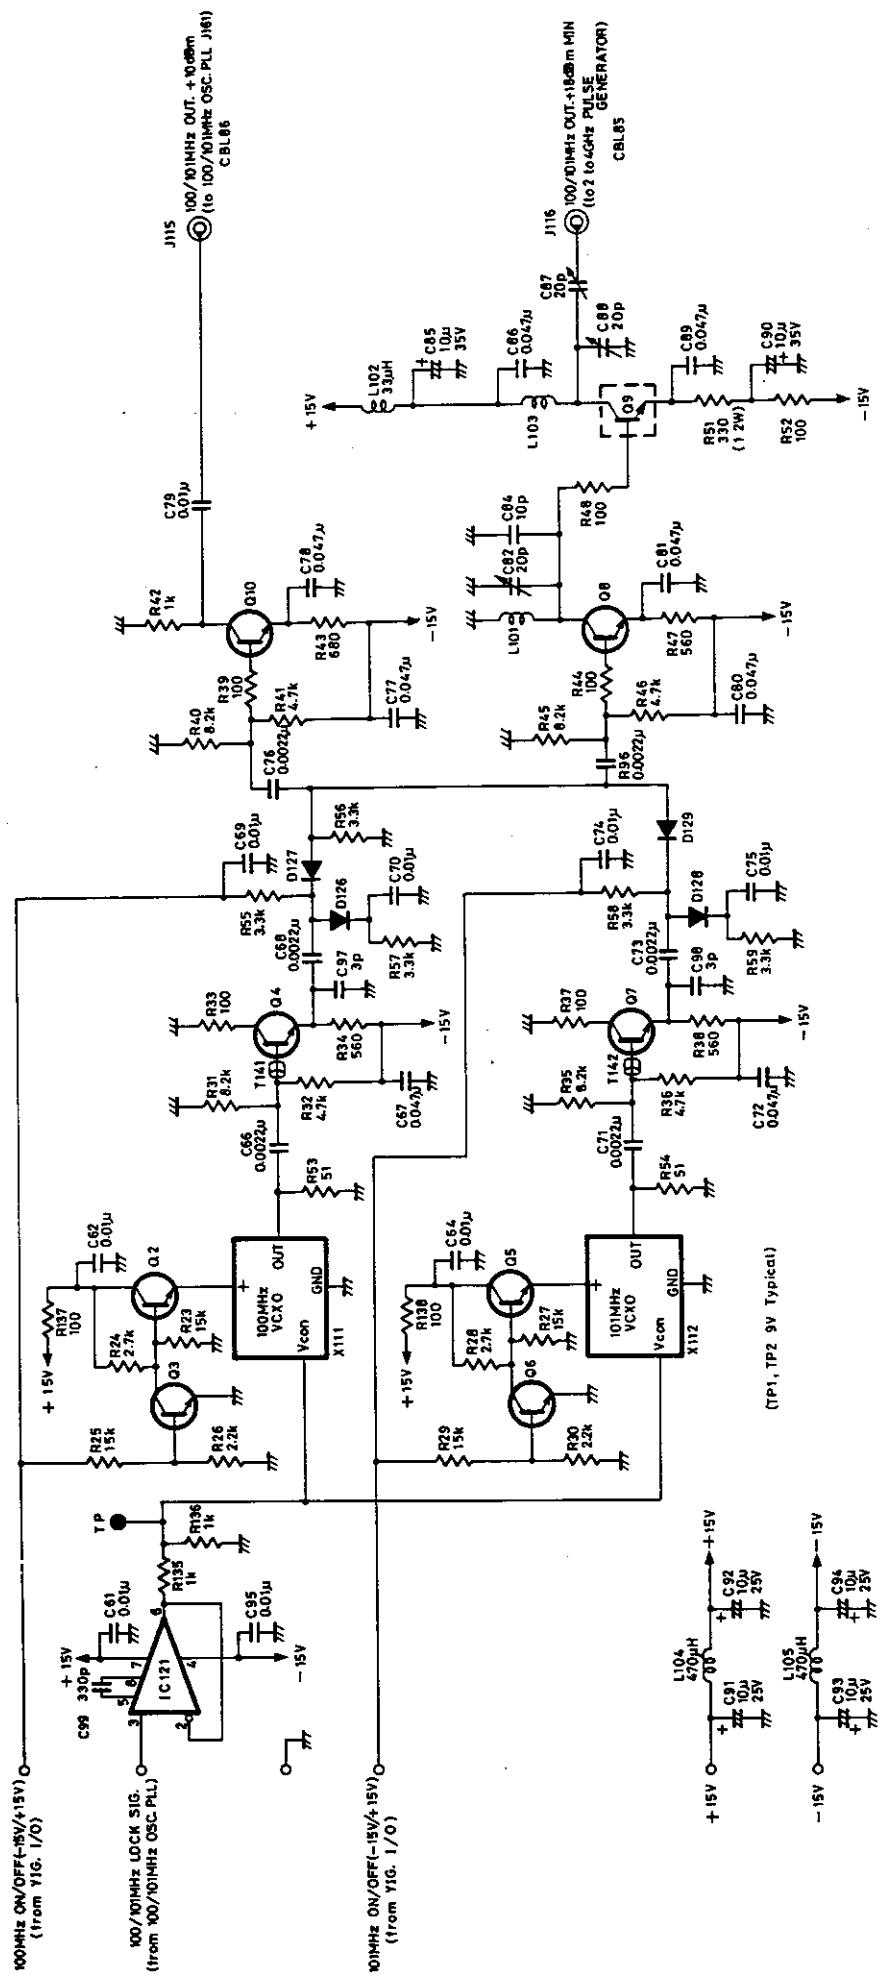 100MHz ON/OFF(-15V/+15V)
(from YIG. I/O)
100/101MHz LOCK SIG.
(from 100/101MHz OSC. PLL)
101MHz ON/OFF(-15V/+15V)
(from YIG. I/O)
C99
330p
+15V
C61
0.01μ
IC121
3
2
5
8
7
6
4
C95
0.01μ
-15V
TP
R135
1k
R136
1k
R25
15k
R26
2.2k
Q3
+15V
R137
100
R24
2.7k
R23
15k
C62
0.01μ
Q2
100MHz
VCXO
+
OUT
Vcon
GND
X111
R53
51
C66
0.0022μ
R31
8.2k
R32
4.7k
T141
R33
100
Q4
R34
560
C67
0.047μ
-15V
C97
3p
C68
0.0022μ
R55
3.3k
C69
0.01μ
D127
D126
R57
3.3k
C70
0.01μ
R56
3.3k
C76
0.0022μ
R40
8.2k
R39
100
R41
4.7k
C77
0.047μ
R42
1k
Q10
R43
680
C78
0.047μ
-15V
C79
0.01μ
J115
100/101MHz OUT. +10dBm
(to 100/101MHz OSC. PLL J161)
CBL86
R29
15k
R30
2.2k
Q6
+15V
R138
100
R28
2.7k
R27
15k
C64
0.01μ
Q5
101MHz
VCXO
+
OUT
Vcon
GND
X112
R54
51
C71
0.0022μ
R35
8.2k
R36
4.7k
T142
R37
100
Q7
R38
560
C72
0.047μ
-15V
C98
3p
C73
0.0022μ
R58
3.3k
C74
0.01μ
D129
D128
R59
3.3k
C75
0.01μ
R96
0.0022μ
R45
8.2k
R44
100
R46
4.7k
C80
0.047μ
L101
C82
20p
C84
10p
Q8
R47
560
C81
0.047μ
-15V
R48
100
+15V
L102
33μH
C85
10μ
35V
+
C86
0.047μ
L103
Q9
C88
20p
C87
20p
C89
0.047μ
R51
330
(1/2W)
C90
10μ
35V
+
R52
100
-15V
J116
100/101MHz OUT.+18dBm MIN
(to 2 to 4GHz PULSE
GENERATOR)
CBL85
(TP1, TP2 9V Typical)
+15V
C91
10μ
25V
+
L104
470μH
C92
10μ
25V
+
+15V
-15V
C93
10μ
25V
+
L105
470μH
C94
10μ
25V
+
-15V